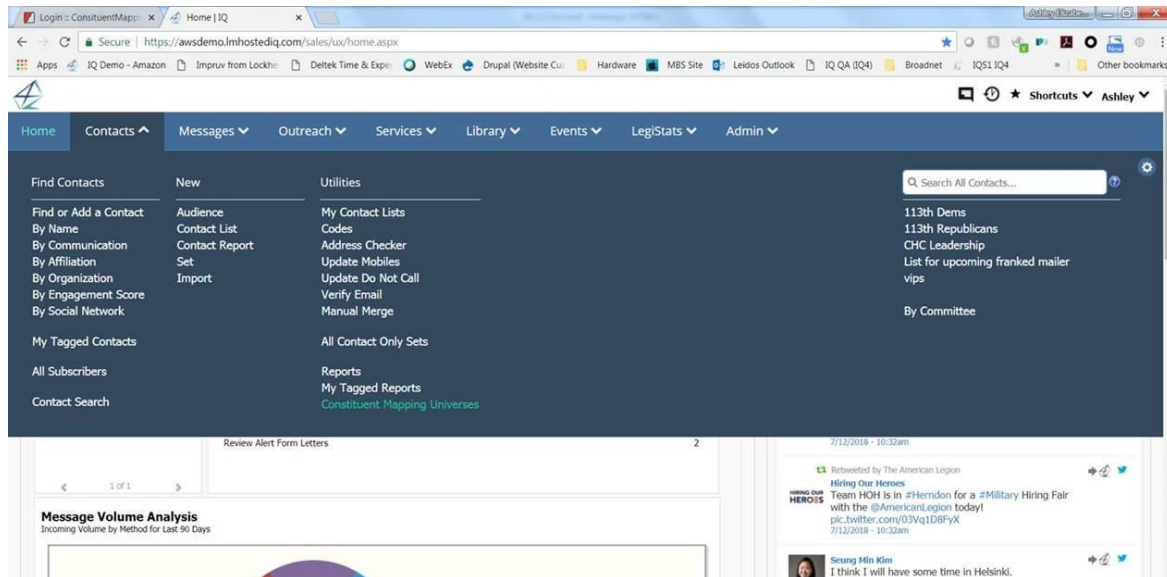 Login :: ConsituentMapp
Home | IQ
Secure | https://awsdemo.lmhostediq.com/sales/ux/home.aspx
New
Apps
IQ Demo - Amazon
Impruv from Lockhe
Deltek Time & Exper
WebEx
Drupal (Website Cus
Hardware
MBS Site
Leidos Outlook
IQ QA (IQ4)
Broadnet
IQS1 IQ4
»
Other bookmarks
Shortcuts
Ashley
Home
Contacts
Messages
Outreach
Services
Library
Events
LegiStats
Admin
Find Contacts
Find or Add a Contact
By Name
By Communication
By Affiliation
By Organization
By Engagement Score
By Social Network
My Tagged Contacts
All Subscribers
Contact Search
New
Audience
Contact List
Contact Report
Set
Import
Utilities
My Contact Lists
Codes
Address Checker
Update Mobiles
Update Do Not Call
Verify Email
Manual Merge
All Contact Only Sets
Reports
My Tagged Reports
Constituent Mapping Universes
Search All Contacts...
113th Dems
113th Republicans
CHC Leadership
List for upcoming franked mailer
vips
By Committee
Review Alert Form Letters 2
1 of 1
Message Volume Analysis
Incoming Volume by Method for Last 90 Days
7/12/2018 - 10:32am
Retweeted by The American Legion
HIRING OUR
HEROES
Hiring Our Heroes
Team HOH is in #Herndon for a #Military Hiring Fair
with the @AmericanLegion today!
pic.twitter.com/03Vq1D8FyX
7/12/2018 - 10:32am
Seung Min Kim
I think I will have some time in Helsinki.